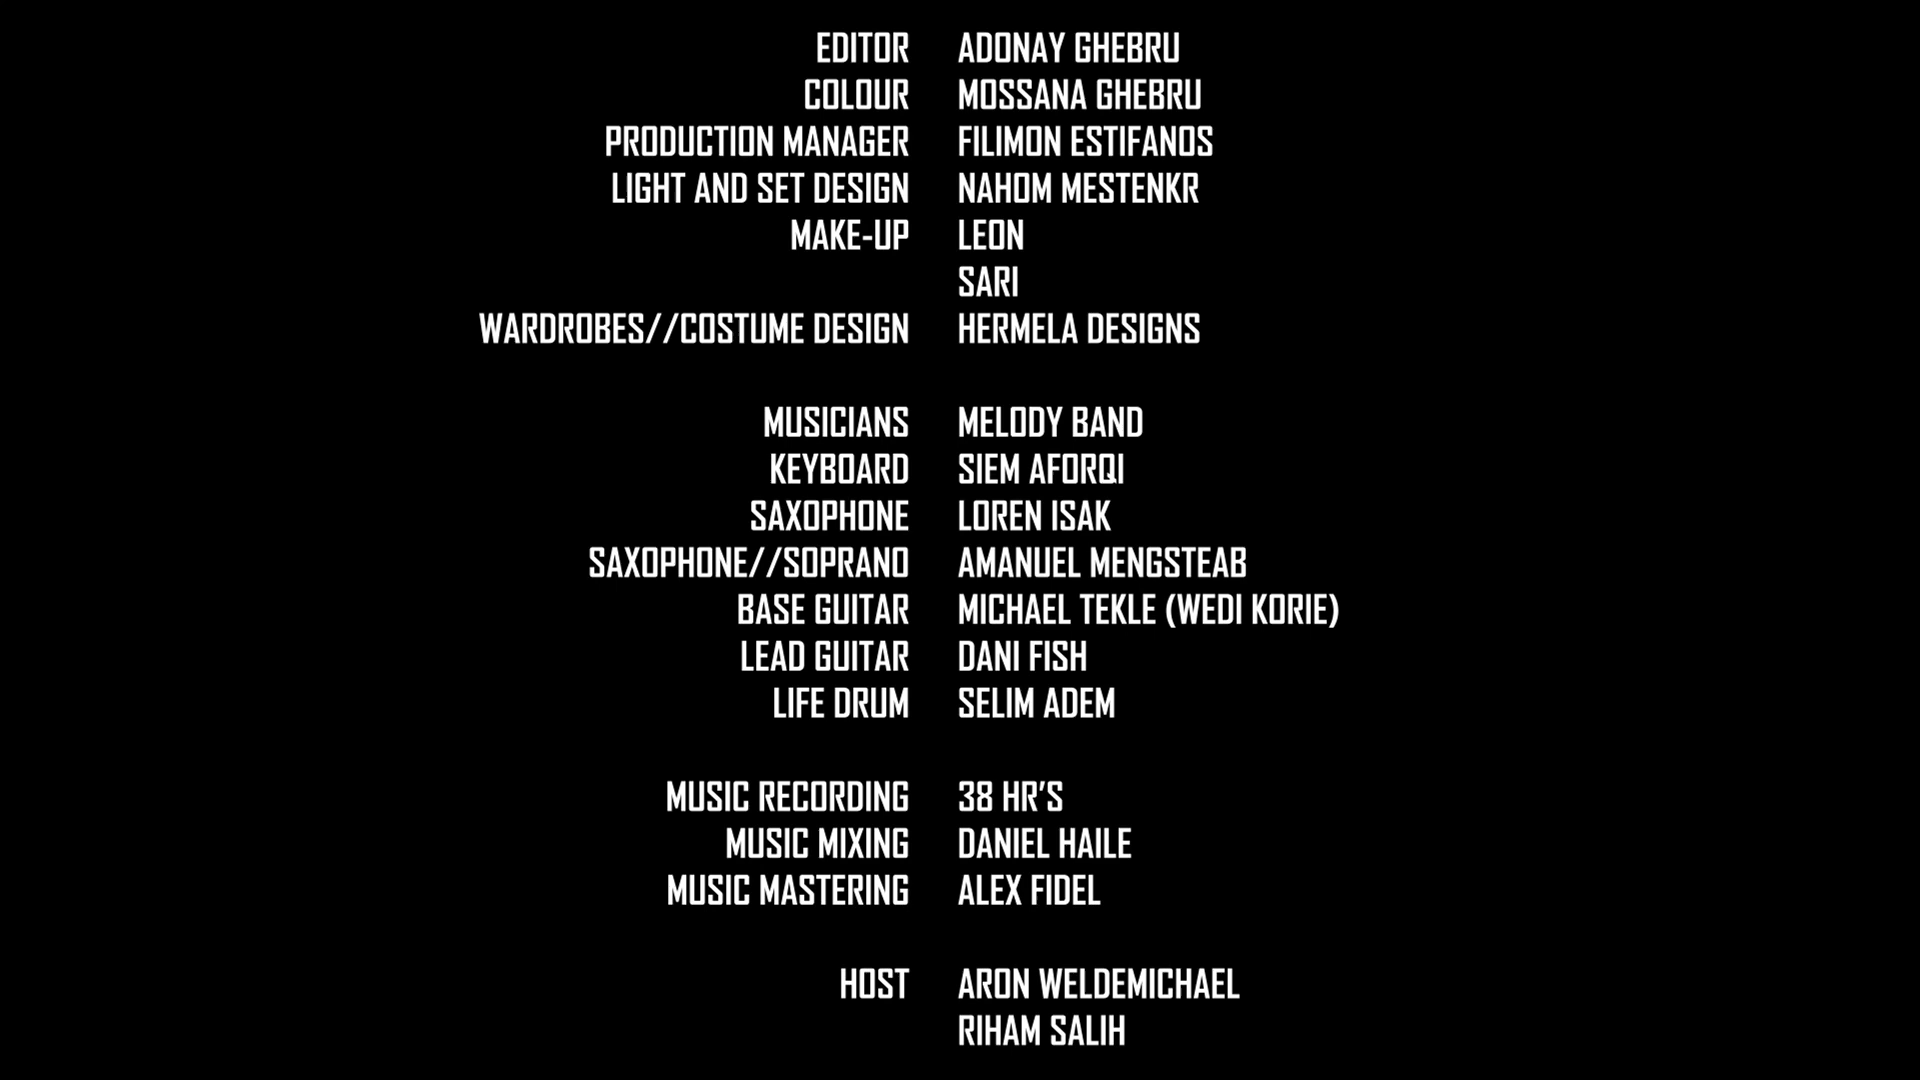 EDITOR ADONAY GHEBRU
COLOUR MOSSANA GHEBRU
PRODUCTION MANAGER FILIMON ESTIFANOS
LIGHT AND SET DESIGN NAHOM MESTENKR
MAKE-UP LEON
SARI
WARDROBES//COSTUME DESIGN HERMELA DESIGNS
MUSICIANS MELODY BAND
KEYBOARD SIEM AFORQI
SAXOPHONE LOREN ISAK
SAXOPHONE//SOPRANO AMANUEL MENGSTEAB
BASE GUITAR MICHAEL TEKLE (WEDI KORIE)
LEAD GUITAR DANI FISH
LIFE DRUM SELIM ADEM
MUSIC RECORDING 38 HR’S
MUSIC MIXING DANIEL HAILE
MUSIC MASTERING ALEX FIDEL
HOST ARON WELDEMICHAEL
RIHAM SALIH